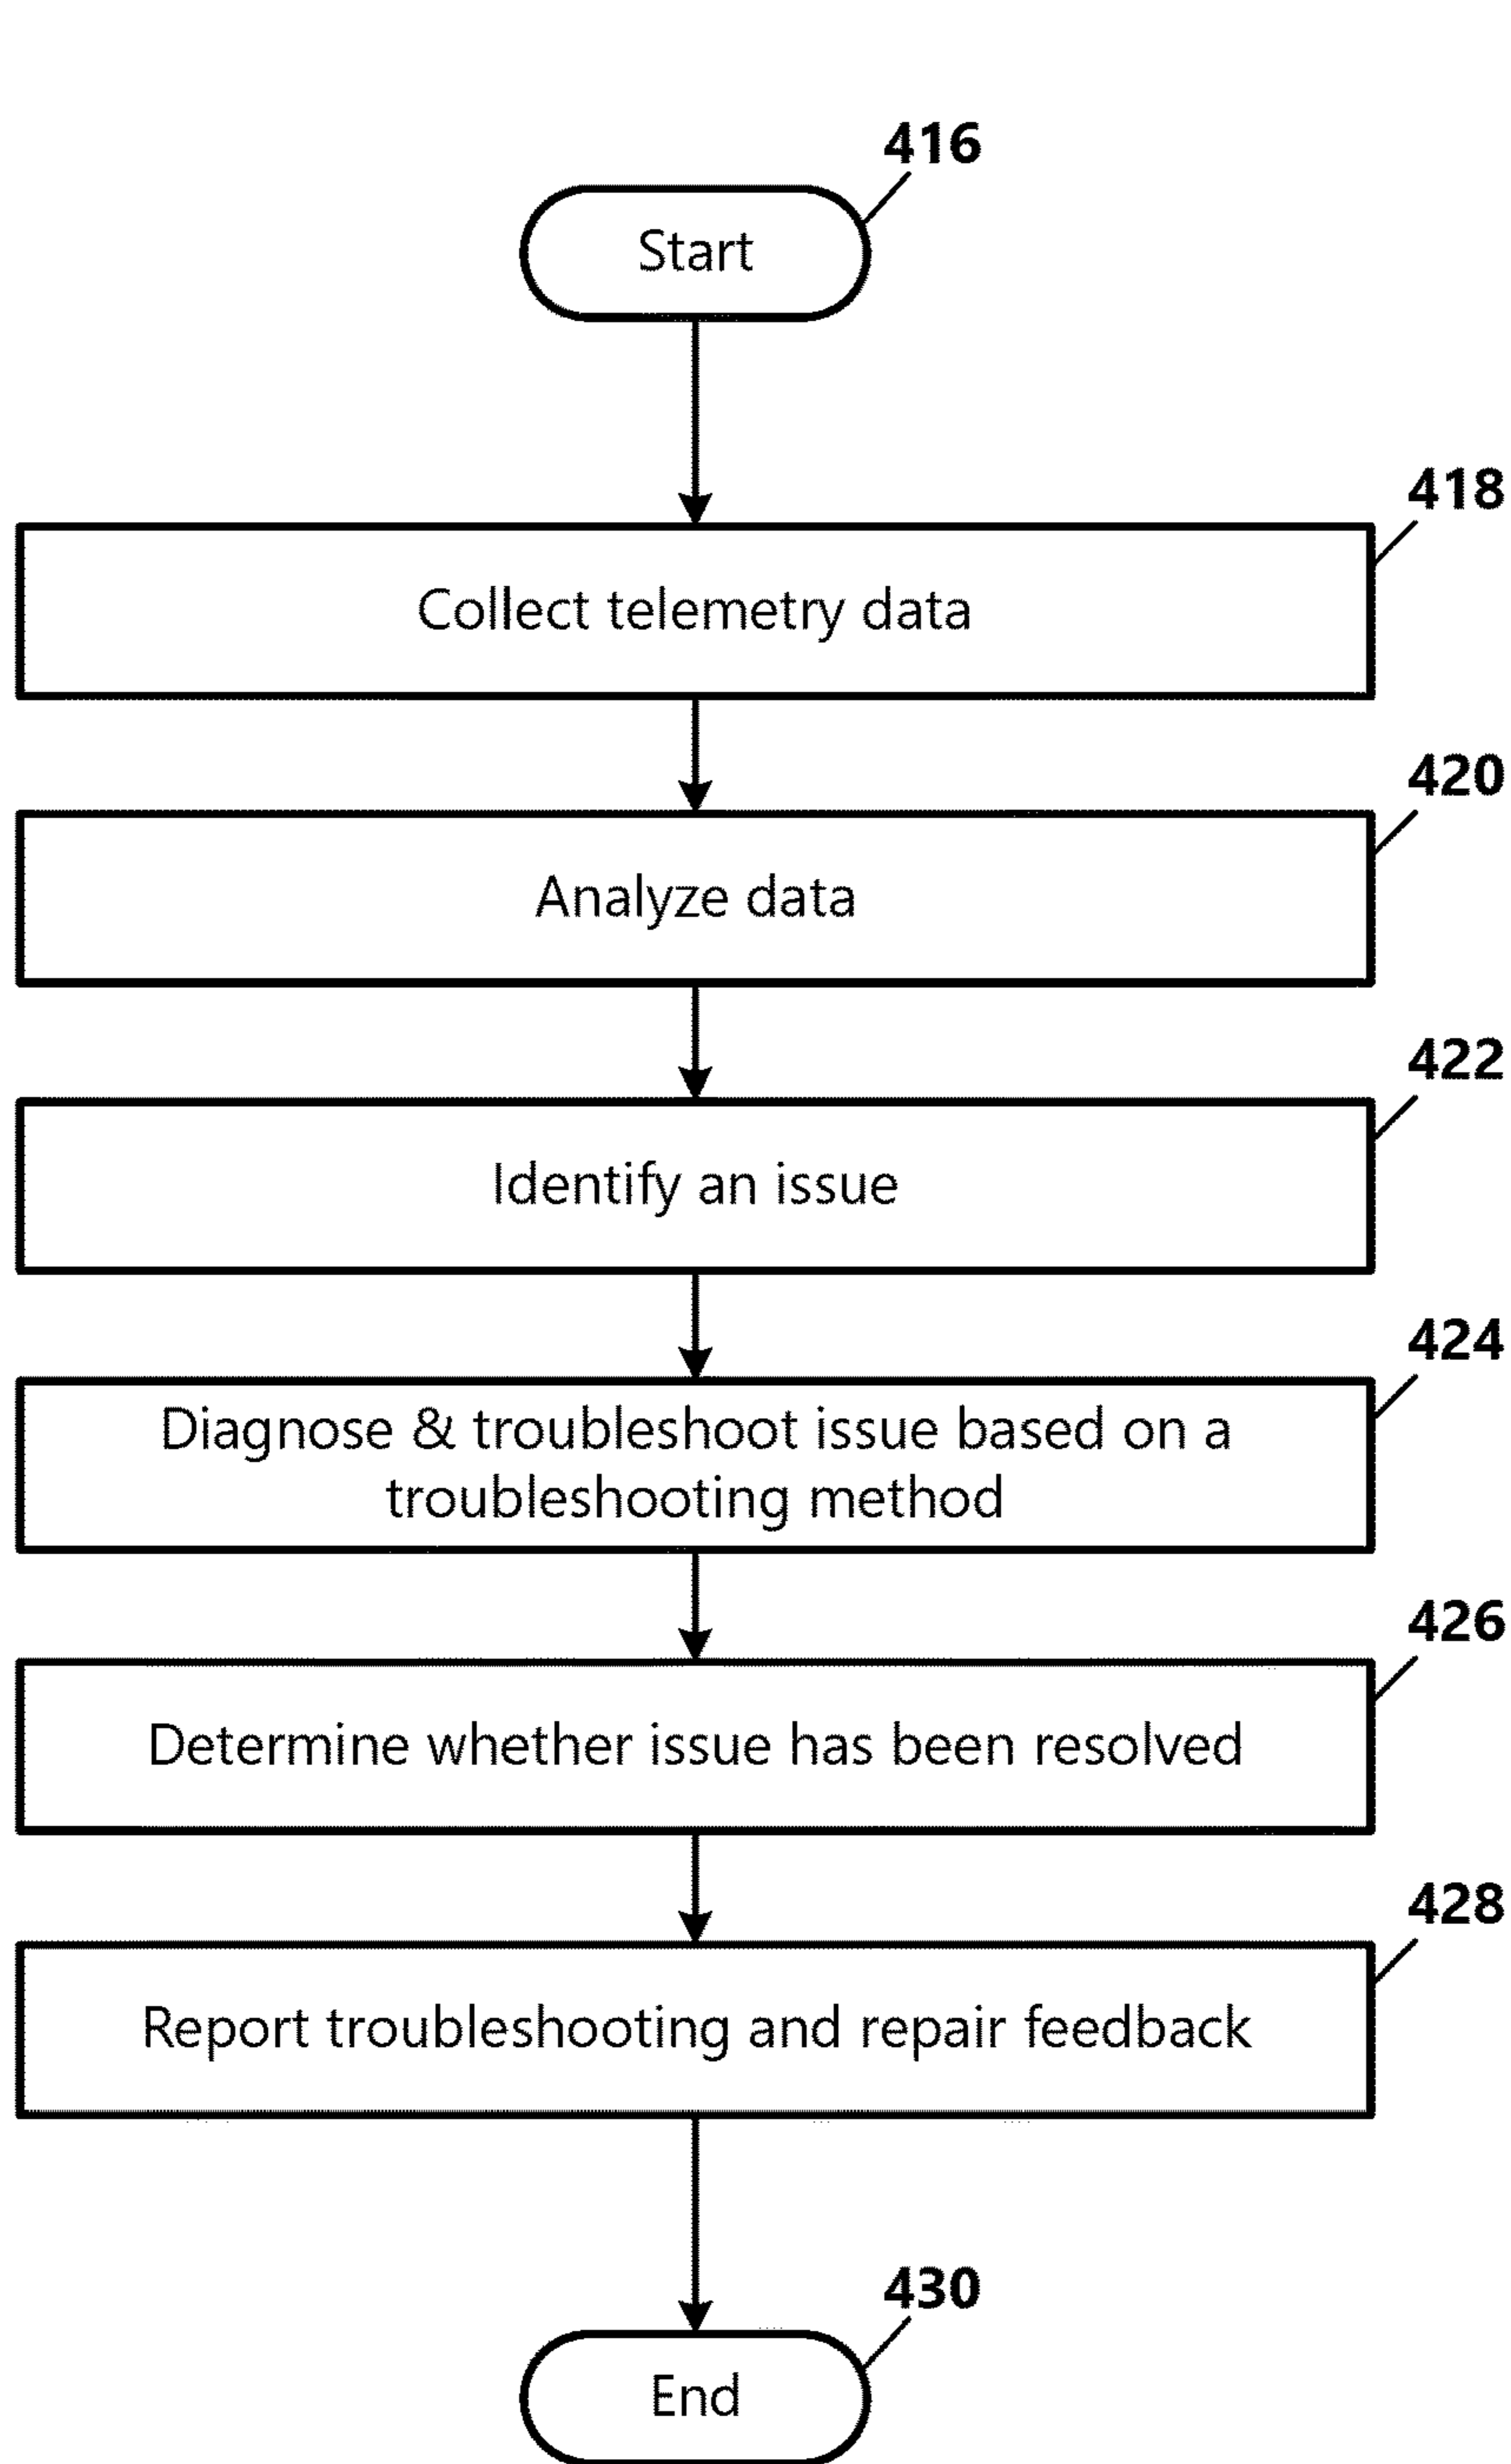 416
Start
418
Collect telemetry data
420
Analyze data
422
Identify an issue
424
Diagnose & troubleshoot issue based on a
troubleshooting method
426
Determine whether issue has been resolved
428
Report troubleshooting and repair feedback
430
End